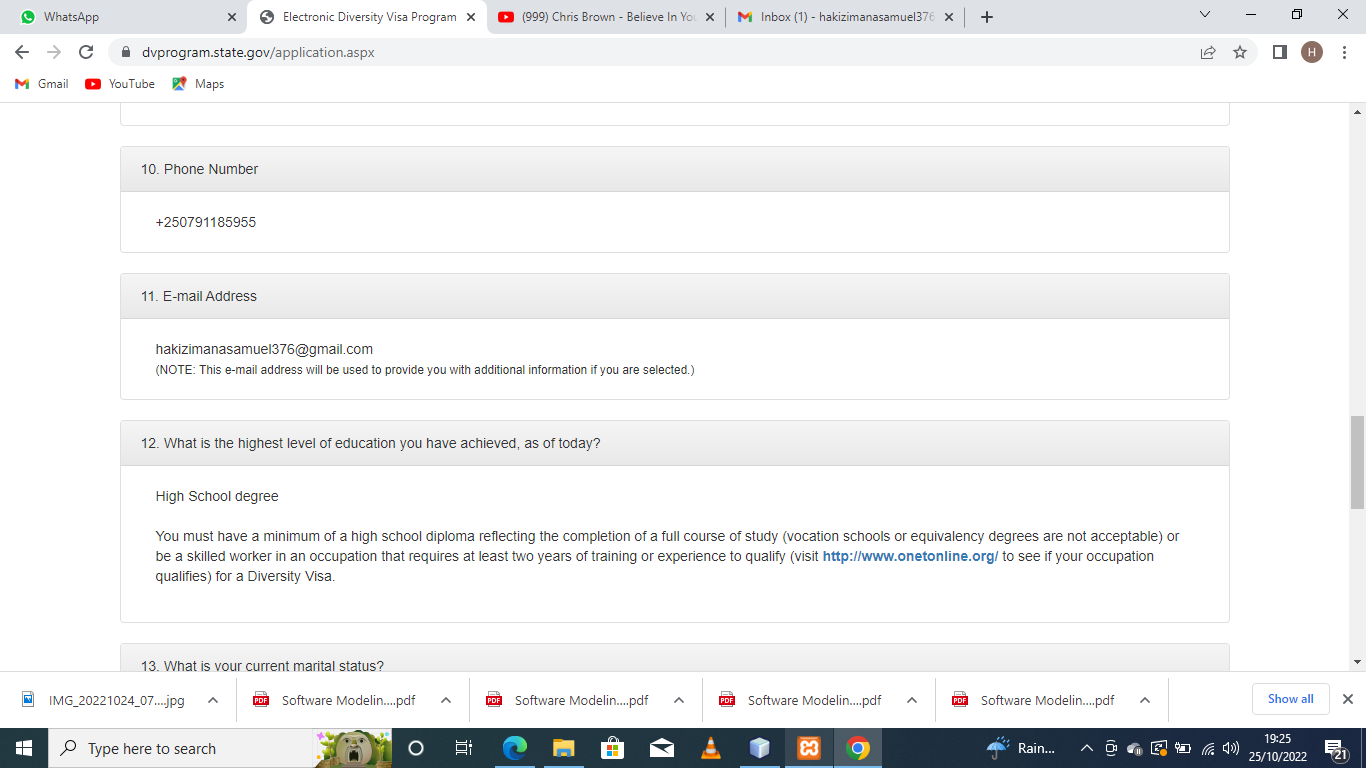 WhatsApp
Electronic Diversity Visa Program
(999) Chris Brown - Believe In You
Inbox (1) - hakizimanasamuel376
dvprogram.state.gov/application.aspx
H
Gmail
YouTube
Maps
10. Phone Number
+250791185955
11. E-mail Address
hakizimanasamuel376@gmail.com
(NOTE: This e-mail address will be used to provide you with additional information if you are selected.)
12. What is the highest level of education you have achieved, as of today?
High School degree
You must have a minimum of a high school diploma reflecting the completion of a full course of study (vocation schools or equivalency degrees are not acceptable) or
be a skilled worker in an occupation that requires at least two years of training or experience to qualify (visit http://www.onetonline.org/ to see if your occupation
qualifies) for a Diversity Visa.
13. What is your current marital status?
IMG_20221024_07....jpg
PDF Software Modelin....pdf
PDF Software Modelin....pdf
PDF Software Modelin....pdf
PDF Software Modelin....pdf
Show all
Type here to search
Rain...
19:25
25/10/2022
21